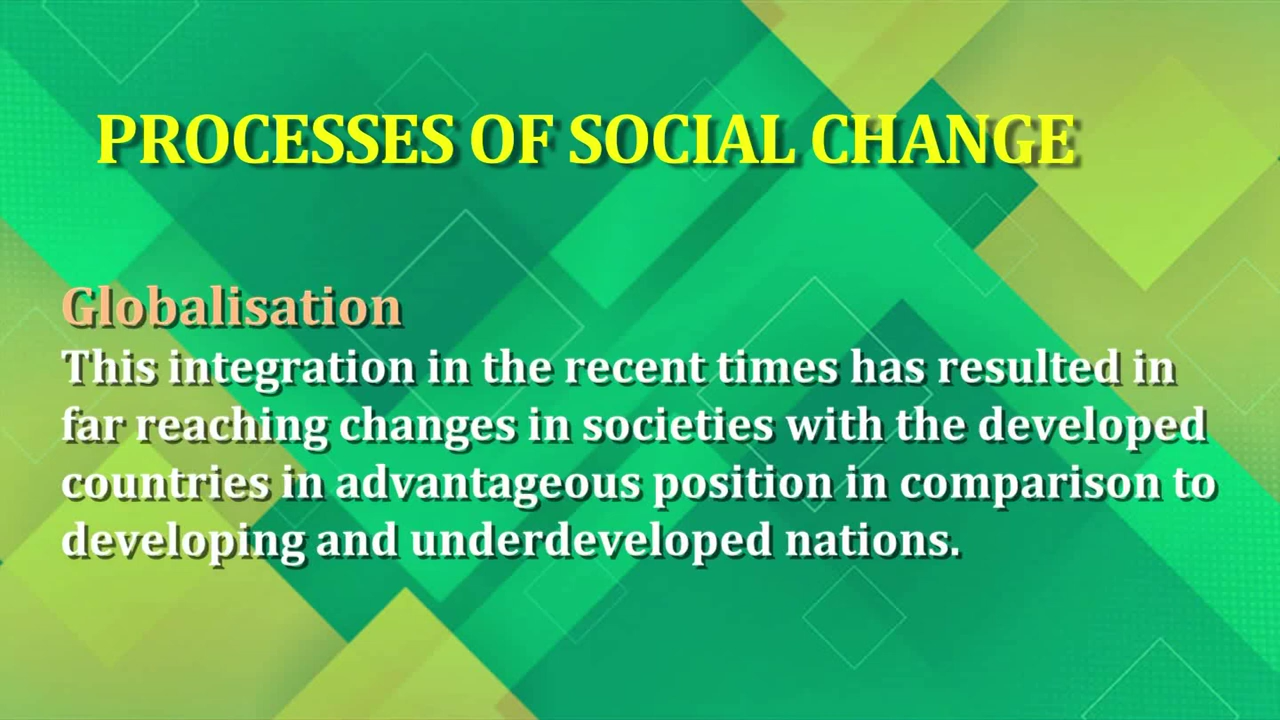 PROCESSES OF SOCIAL CHANGE
Globalisation
This integration in the recent times has resulted in
far reaching changes in societies with the developed
countries in advantageous position in comparison to
developing and underdeveloped nations.